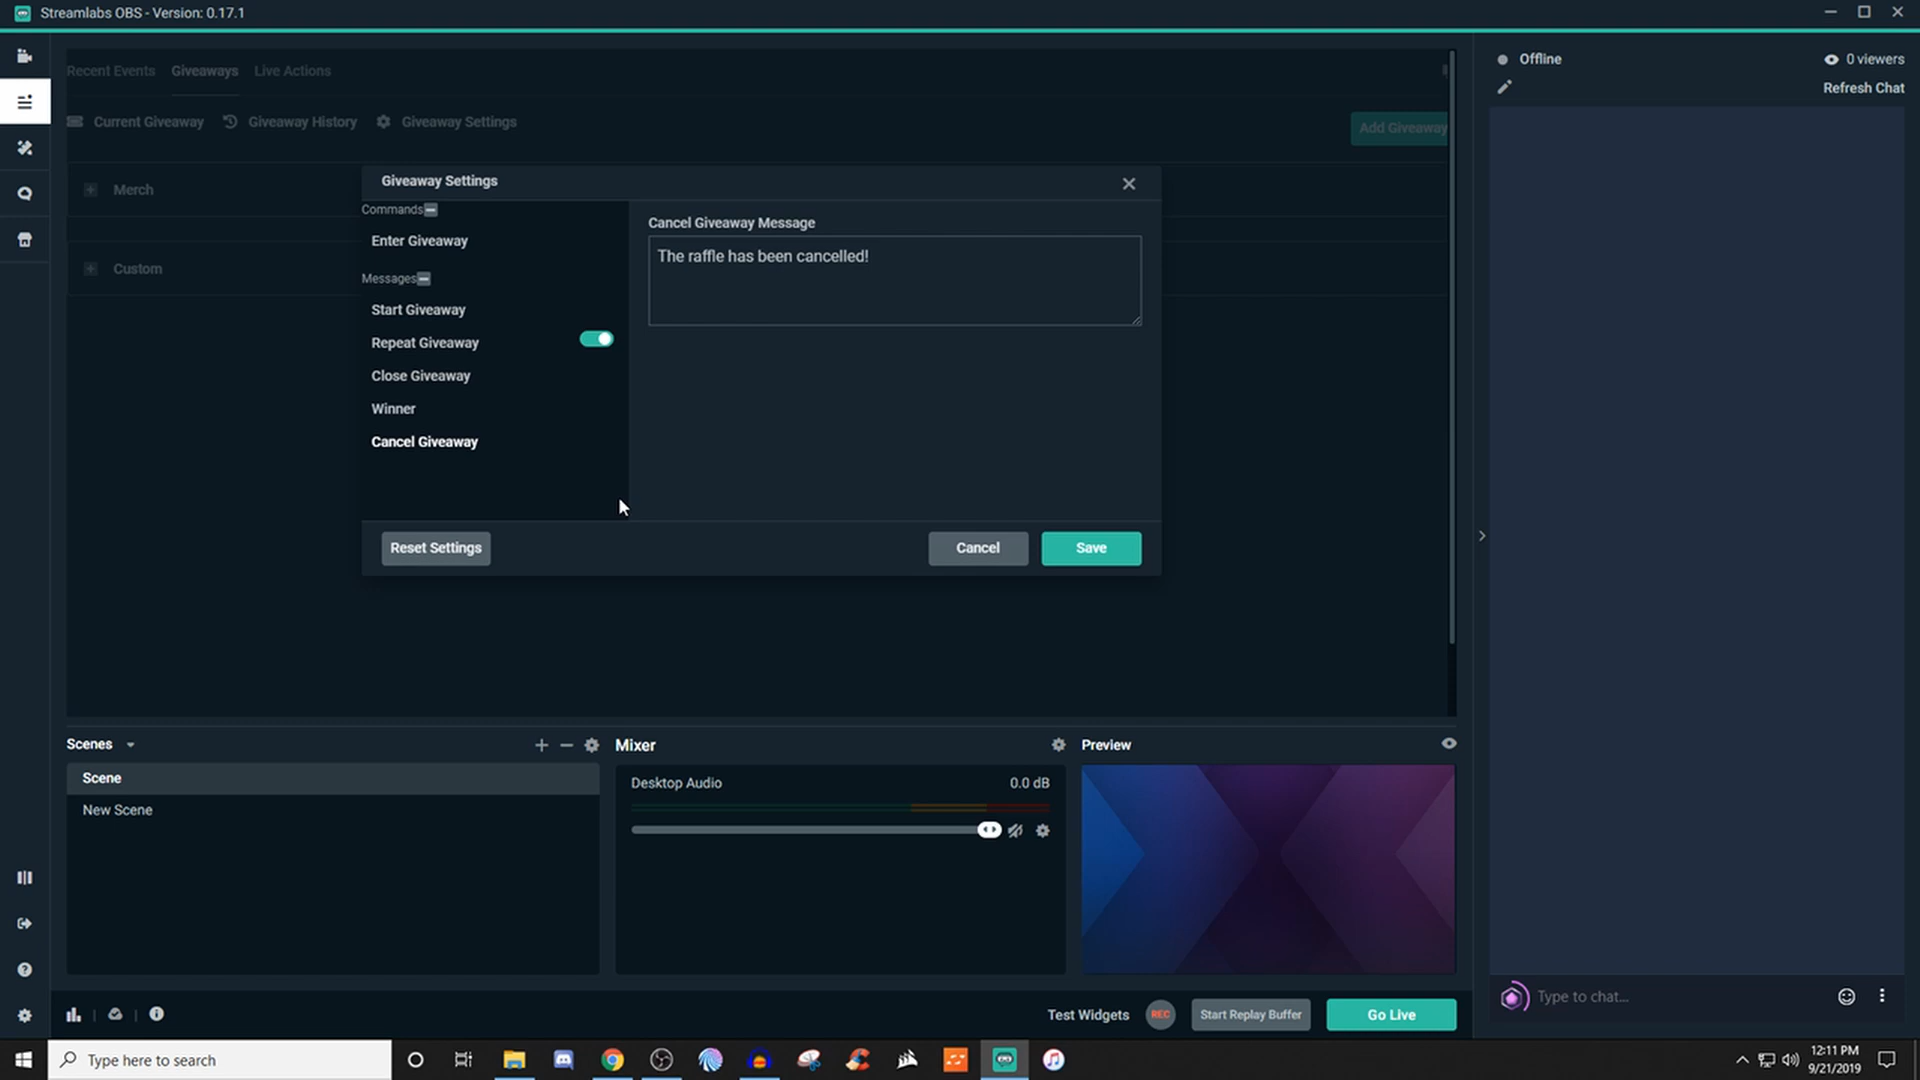 Streamlabs OBS - Version: 0.17.1
Recent Events Giveaways Live Actions
Current Giveaway Giveaway History Giveaway Settings
Add Giveaway
Merch
Custom
Giveaway Settings
Commands
Enter Giveaway
Messages
Start Giveaway
Repeat Giveaway
Close Giveaway
Winner
Cancel Giveaway
Cancel Giveaway Message
The raffle has been cancelled!
Reset Settings
Cancel
Save
Offline
0 viewers
Refresh Chat
Scenes
Scene
New Scene
Mixer
Desktop Audio 0.0 dB
Preview
Type to chat...
Test Widgets
REC
Start Replay Buffer
Go Live
Type here to search
12:11 PM
9/21/2019